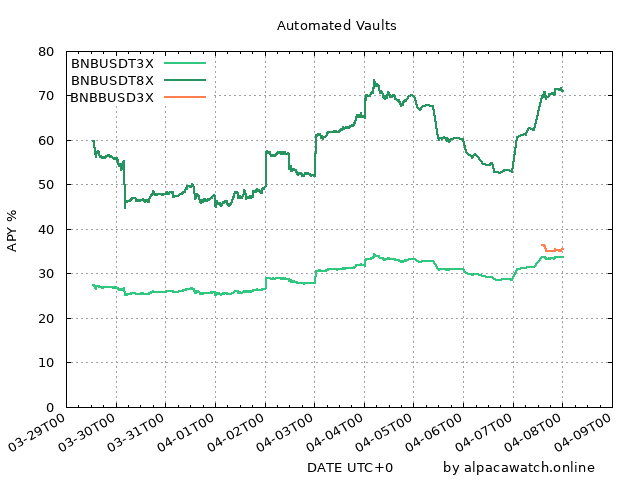 Automated Vaults
BNBUSDT3X
BNBUSDT8X
BNBBUSD3X
APY %
80
70
60
50
40
30
20
10
0
03-29T00
03-30T00
03-31T00
04-01T00
04-02T00
04-03T00
04-04T00
04-05T00
04-06T00
04-07T00
04-08T00
04-09T00
DATE UTC+0
by alpacawatch.online